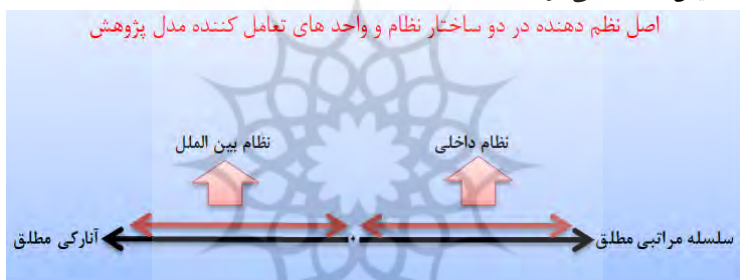 اصل نظم دهنده در دو ساختار نظام و واحد های تعامل کننده مدل پژوهش
نظام داخلی
نظام بین الملل
سلسله مراتبی مطلق
آنارکی مطلق